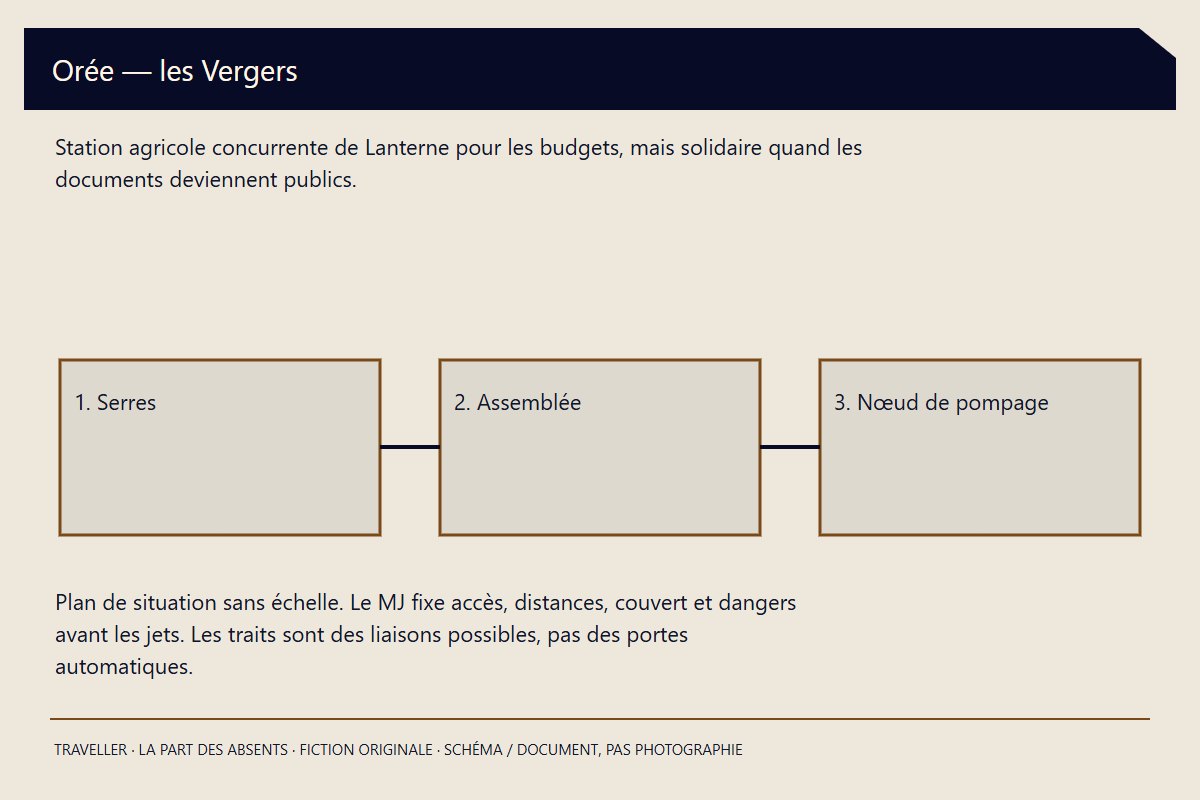 Orée — les Vergers
Station agricole concurrente de Lanterne pour les budgets, mais solidaire quand les
documents deviennent publics.
1. Serres
2. Assemblée
3. Nœud de pompage
Plan de situation sans échelle. Le MJ fixe accès, distances, couvert et dangers
avant les jets. Les traits sont des liaisons possibles, pas des portes
automatiques.
TRAVELLER · LA PART DES ABSENTS · FICTION ORIGINALE · SCHÉMA / DOCUMENT, PAS PHOTOGRAPHIE